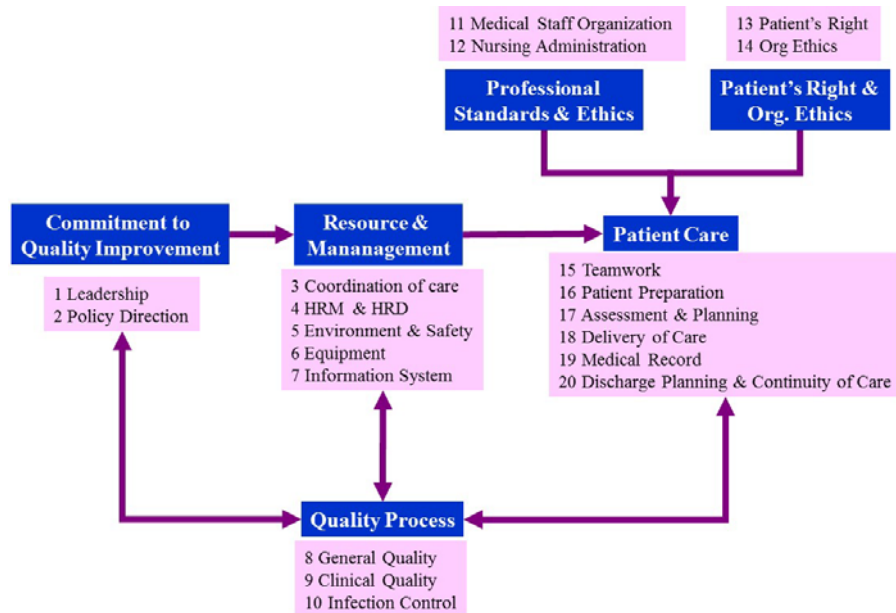 11 Medical Staff Organization
12 Nursing Administration
13 Patient's Right
14 Org Ethics
Professional
Standards & Ethics
Patient's Right &
Org. Ethics
Commitment to
Quality Improvement
Resource &
Mananagement
Patient Care
1 Leadership
2 Policy Direction
3 Coordination of care
4 HRM & HRD
5 Environment & Safety
6 Equipment
7 Information System
15 Teamwork
16 Patient Preparation
17 Assessment & Planning
18 Delivery of Care
19 Medical Record
20 Discharge Planning & Continuity of Care
Quality Process
8 General Quality
9 Clinical Quality
10 Infection Control